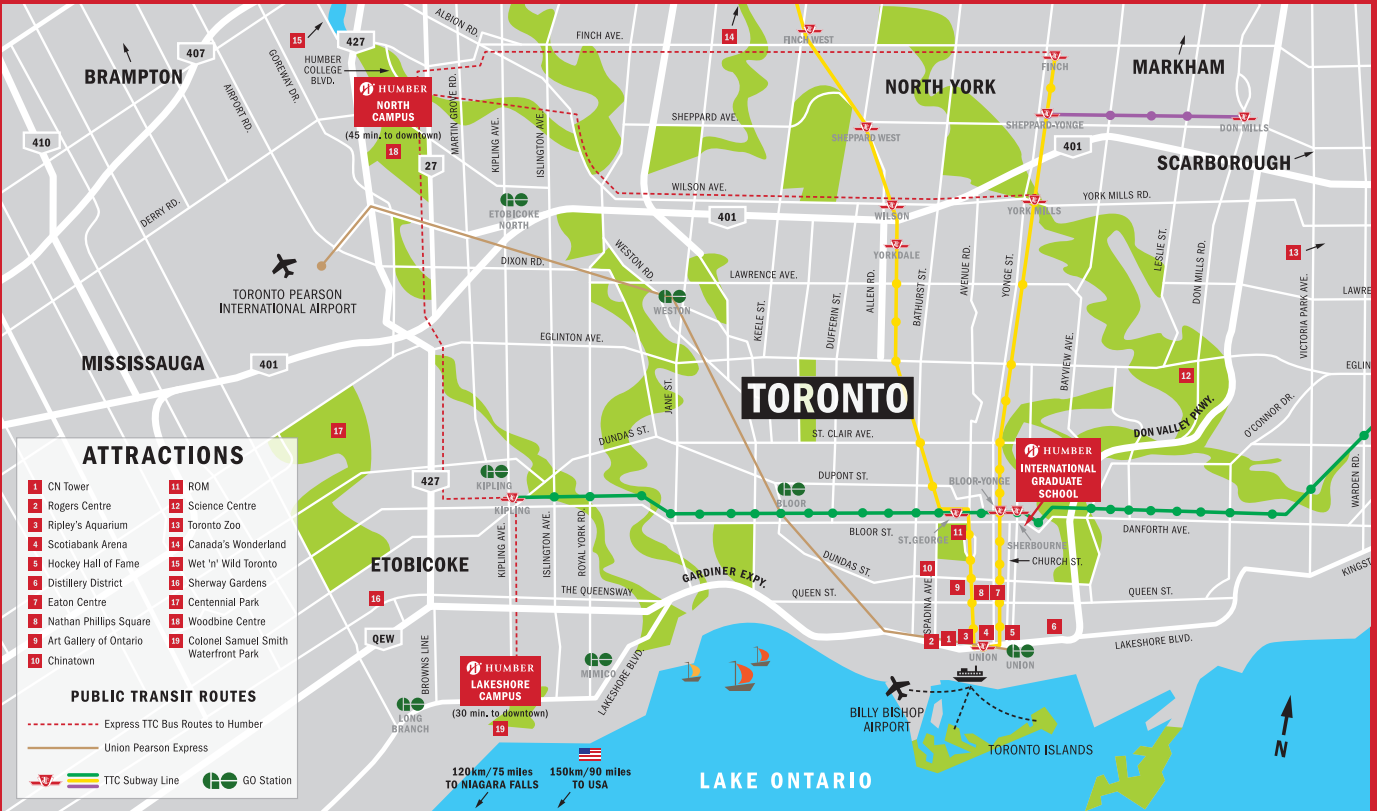 ALBION RD.
FINCH AVE.
15
427
14
FINCH WEST
407
BRAMPTON
GOREWAY DR.
HUMBER
COLLEGE
BLVD.
FINCH
MARKHAM
NORTH YORK
AIRPORT RD.
HUMBER
NORTH
CAMPUS
(45 min. to downtown)
18
MARTIN GROVE RD.
KIPLING AVE.
ISLINGTON AVE.
SHEPPARD AVE.
SHEPPARD WEST
SHEPPARD-YONGE
DON MILLS
410
401
27
SCARBOROUGH
WILSON AVE.
YORK MILLS RD.
DERRY RD.
ETOBICOKE
NORTH
401
WILSON
YORK MILLS
YORKDALE
TORONTO PEARSON
INTERNATIONAL AIRPORT
DIXON RD.
WESTON RD.
WESTON
LAWRENCE AVE.
KEELE ST.
DUFFERIN ST.
ALLEN RD.
BATHURST ST.
AVENUE RD.
YONGE ST.
BAYVIEW AVE.
LESLIE ST.
DON MILLS RD.
13
VICTORIA PARK AVE.
LAWRE
EGLINTON AVE.
EGLIN
MISSISSAUGA
401
JANE ST.
TORONTO
12
17
DUNDAS ST.
ST. CLAIR AVE.
DON VALLEY PKWY.
O'CONNOR DR.
HUMBER
INTERNATIONAL
GRADUATE
SCHOOL
427
KIPLING
KIPLING
DUPONT ST.
BLOOR
BLOOR-YONGE
WARDEN RD.
BLOOR ST.
ST.GEORGE
11
SHERBOURNE
DANFORTH AVE.
KIPLING AVE.
ISLINGTON AVE.
ROYAL YORK RD.
ETOBICOKE
DUNDAS ST.
CHURCH ST.
KINGST
GARDINER EXPY.
10
SPADINA AVE.
9
8
7
16
THE QUEENSWAY
QUEEN ST.
QUEEN ST.
QEW
2
1
3
4
5
6
LAKESHORE BLVD.
UNION
UNION
BROWNS LINE
HUMBER
LAKESHORE
CAMPUS
(30 min. to downtown)
19
MIMICO
LAKESHORE BLVD.
LONG
BRANCH
BILLY BISHOP
AIRPORT
TORONTO ISLANDS
N
120km/75 miles
TO NIAGARA FALLS
150km/90 miles
TO USA
LAKE ONTARIO
ATTRACTIONS
1 CN Tower
2 Rogers Centre
3 Ripley's Aquarium
4 Scotiabank Arena
5 Hockey Hall of Fame
6 Distillery District
7 Eaton Centre
8 Nathan Phillips Square
9 Art Gallery of Ontario
10 Chinatown
11 ROM
12 Science Centre
13 Toronto Zoo
14 Canada's Wonderland
15 Wet 'n' Wild Toronto
16 Sherway Gardens
17 Centennial Park
18 Woodbine Centre
19 Colonel Samuel Smith
Waterfront Park
PUBLIC TRANSIT ROUTES
Express TTC Bus Routes to Humber
Union Pearson Express
TTC Subway Line
GO Station